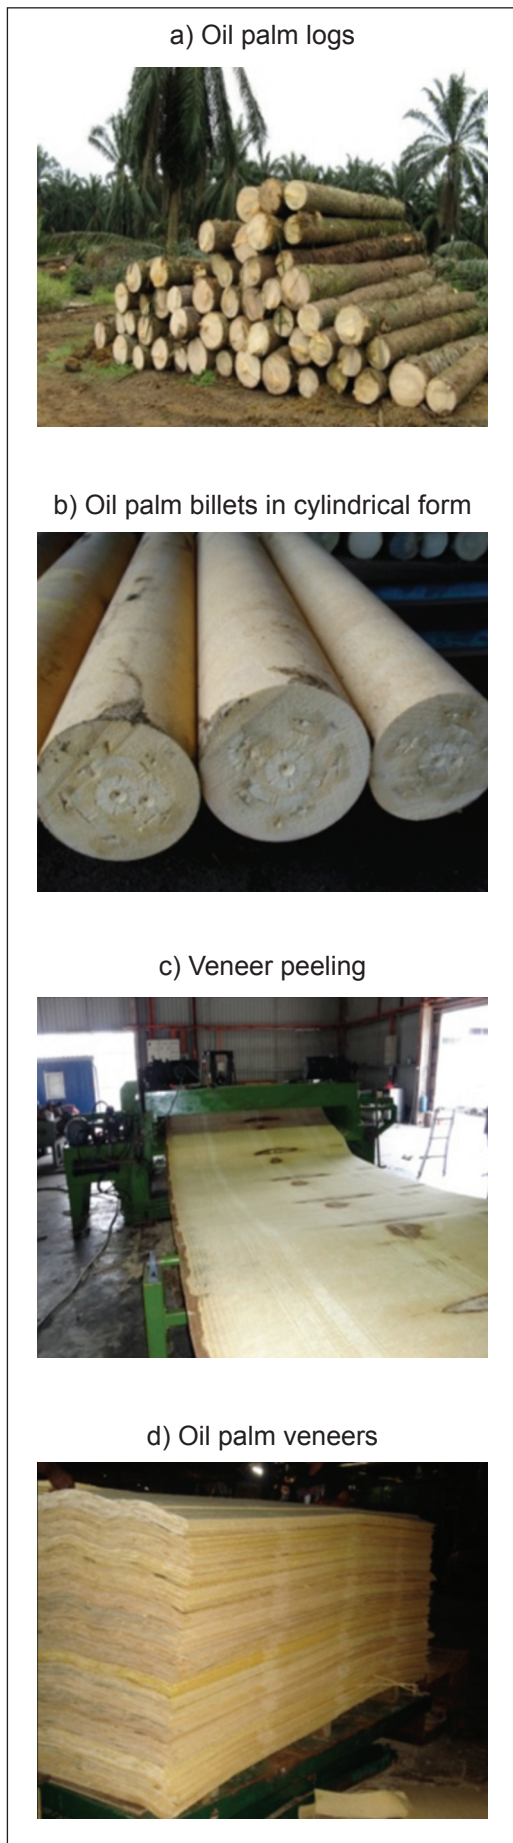 a) Oil palm logs
b) Oil palm billets in cylindrical form
c) Veneer peeling
d) Oil palm veneers